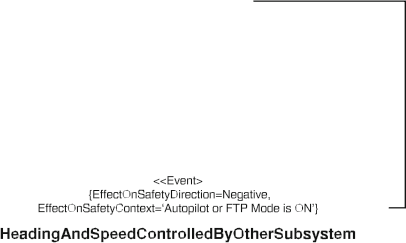 <<Event>
{EffectOnSafetyDirection=Negative,
EffectOnSafetyContext=‘Autopilot or FTP Mode is ON’}
HeadingAndSpeedControlledByOtherSubsystem